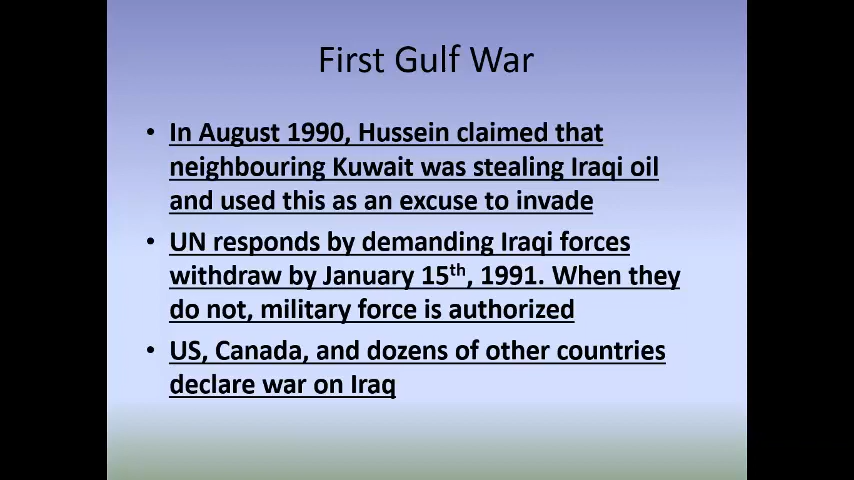 First Gulf War
• In August 1990, Hussein claimed that
neighbouring Kuwait was stealing Iraqi oil
and used this as an excuse to invade
• UN responds by demanding Iraqi forces
withdraw by January 15th, 1991. When they
do not, military force is authorized
• US, Canada, and dozens of other countries
declare war on Iraq